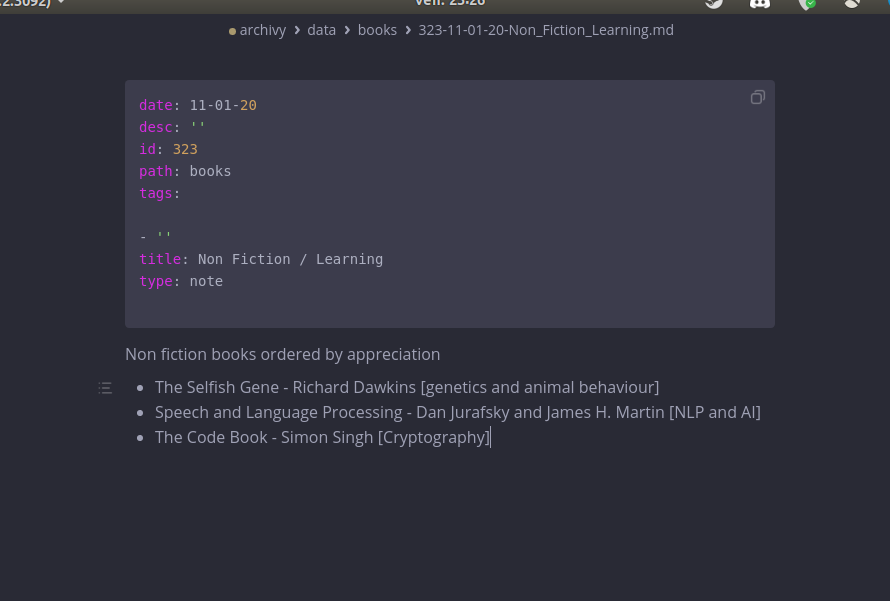 .2.3092)
ven. 23:26
archivy › data › books › 323-11-01-20-Non_Fiction_Learning.md
date: 11-01-20
desc: ''
id: 323
path: books
tags:
- ''
title: Non Fiction / Learning
type: note
Non fiction books ordered by appreciation
• The Selfish Gene - Richard Dawkins [genetics and animal behaviour]
• Speech and Language Processing - Dan Jurafsky and James H. Martin [NLP and AI]
• The Code Book - Simon Singh [Cryptography]